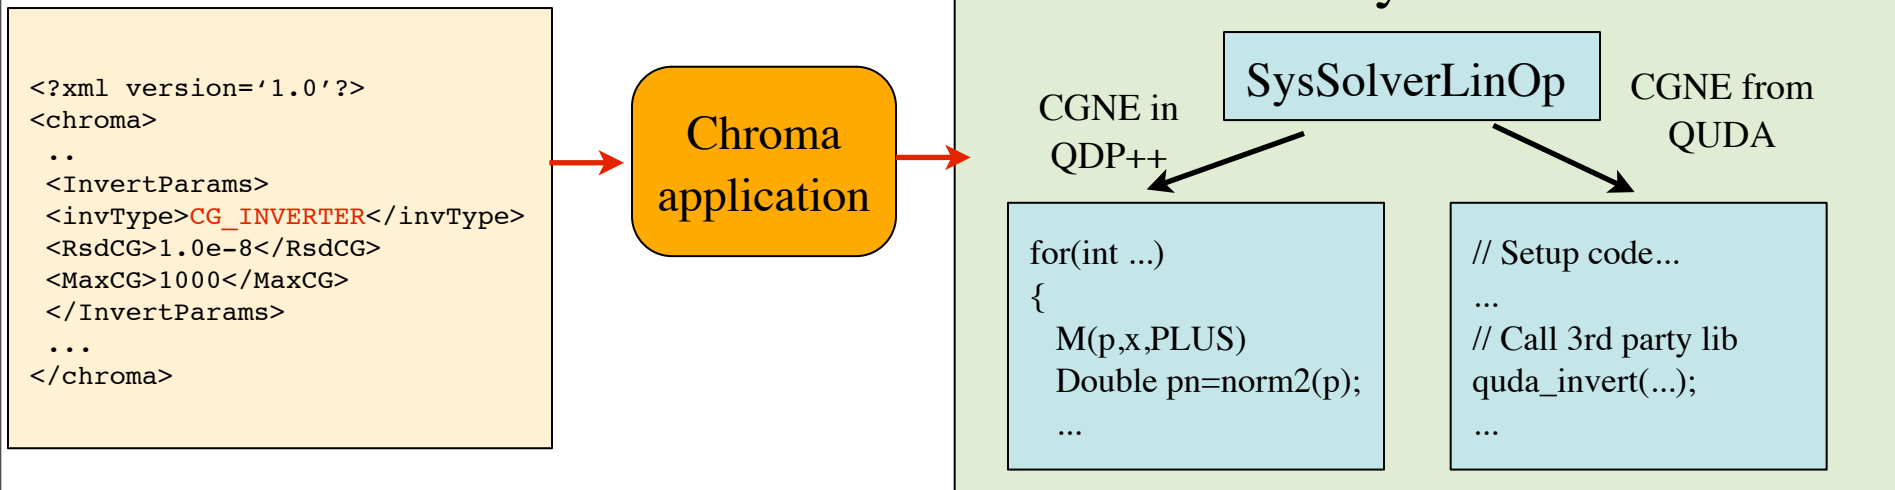 <?xml version=‘1.0’?>
<chroma>
..
<InvertParams>
<invType>CG_INVERTER</invType>
<RsdCG>1.0e-8</RsdCG>
<MaxCG>1000</MaxCG>
</InvertParams>
...
</chroma>
Chroma
application
SysSolverLinOp
CGNE in
QDP++
CGNE from
QUDA
for(int ...)
{
M(p,x,PLUS)
Double pn=norm2(p);
...
// Setup code...
...
// Call 3rd party lib
quda_invert(...);
...